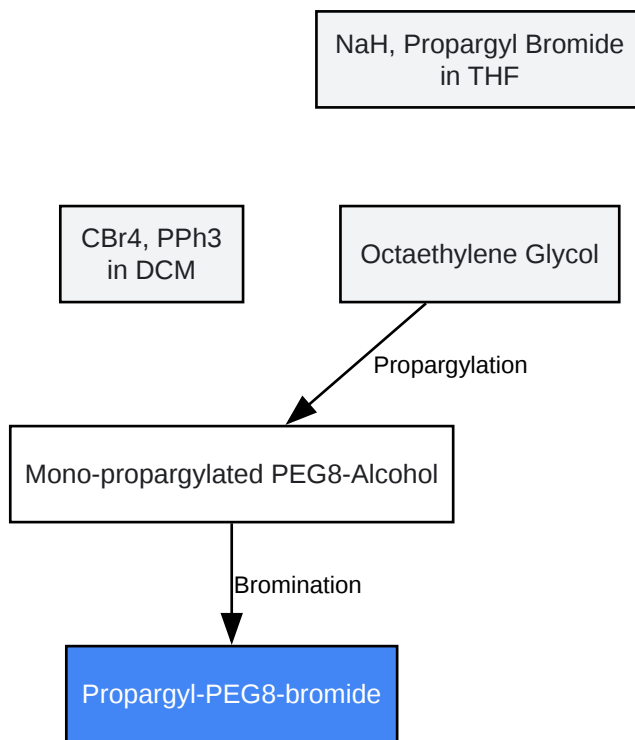 NaH, Propargyl Bromide
in THF
CBr4, PPh3
in DCM
Octaethylene Glycol
Propargylation
Mono-propargylated PEG8-Alcohol
Bromination
Propargyl-PEG8-bromide